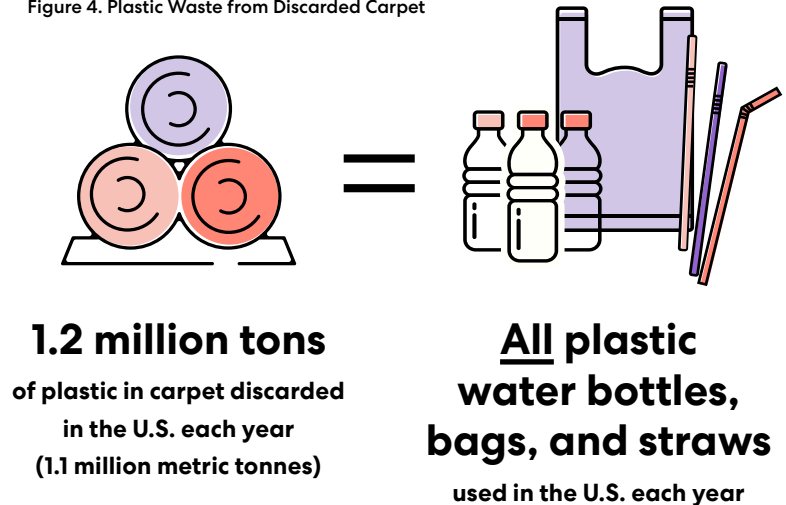 Figure 4. Plastic Waste from Discarded Carpet
1.2 million tons
of plastic in carpet discarded
in the U.S. each year
(1.1 million metric tonnes)
All plastic
water bottles,
bags, and straws
used in the U.S. each year